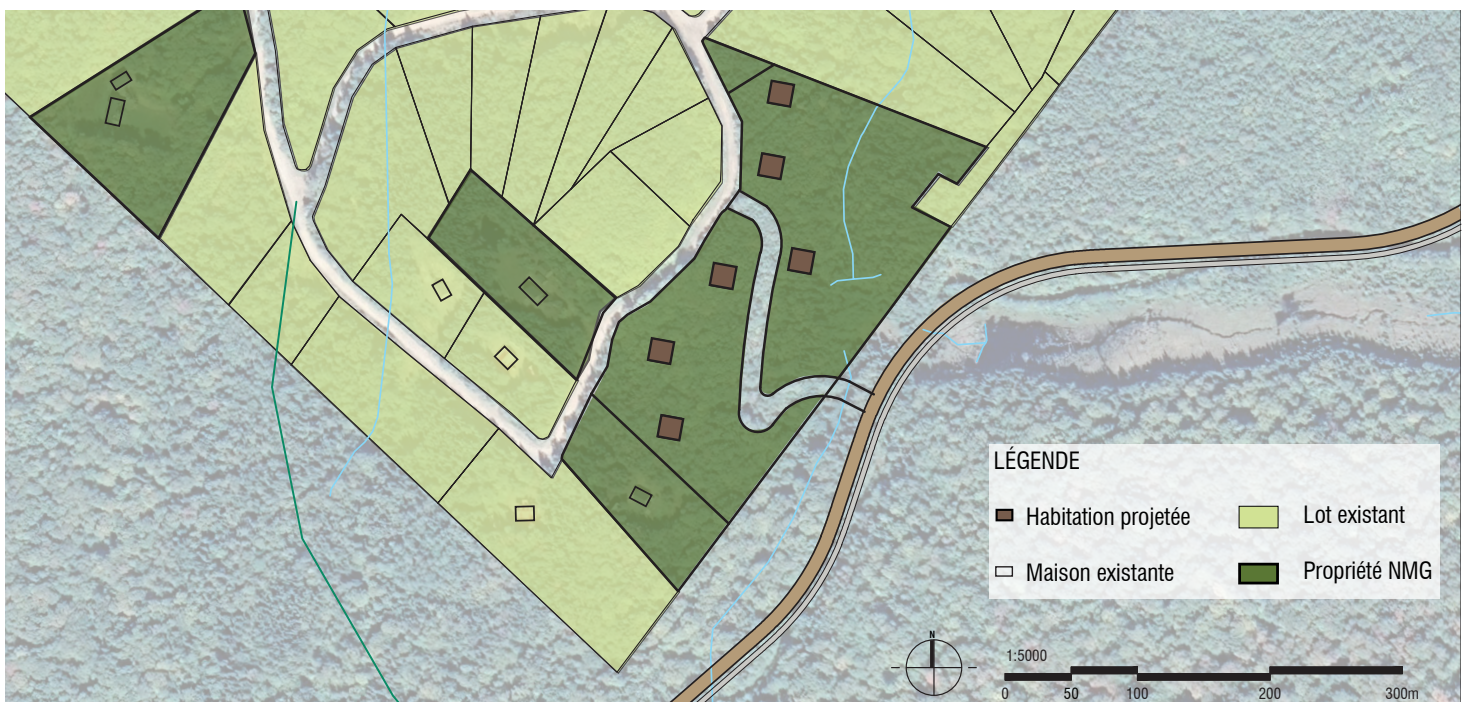 LÉGENDE
Habitation projetée
Lot existant
Maison existante
Propriété NMG
N
1:5000
0 50 100 200 300m